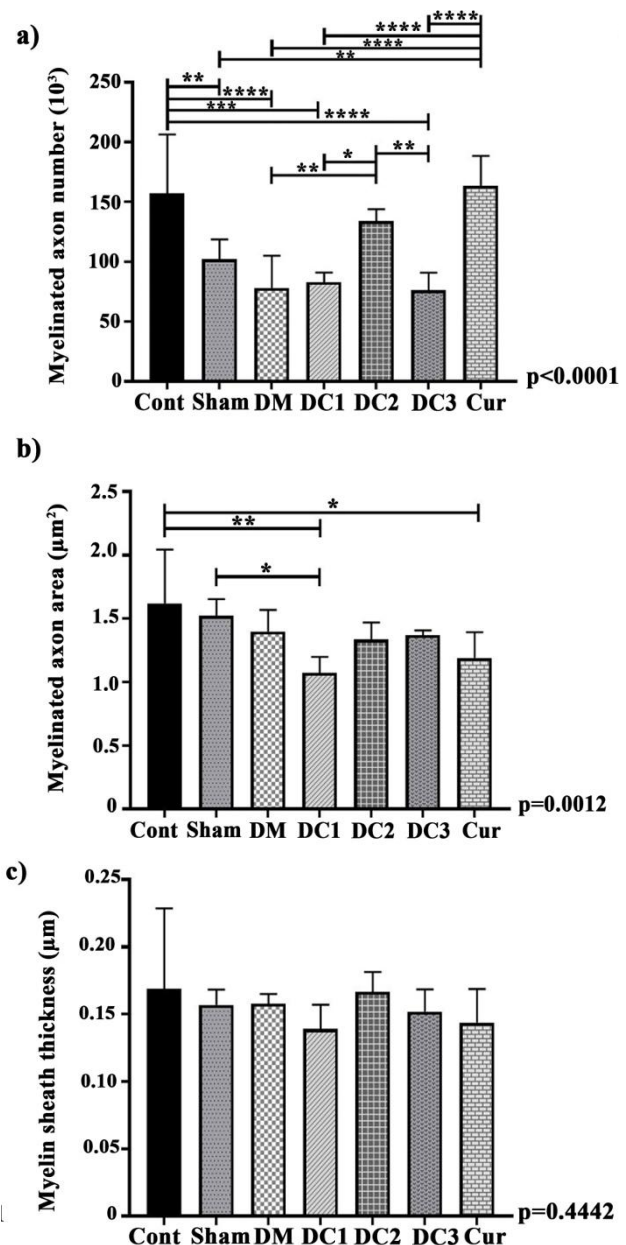 a)
Myelinated axon number (10³)
250
200
150
100
50
0
****
****
****
**
**
****
***
****
**
*
**
Cont Sham DM DC1 DC2 DC3 Cur
p<0.0001
b)
Myelinated axon area (μm²)
2.5
2.0
1.5
1.0
0.5
0
*
**
*
Cont Sham DM DC1 DC2 DC3 Cur
p=0.0012
c)
Myelin sheath thickness (μm)
0.25
0.20
0.15
0.10
0.05
0
Cont Sham DM DC1 DC2 DC3 Cur
p=0.4442